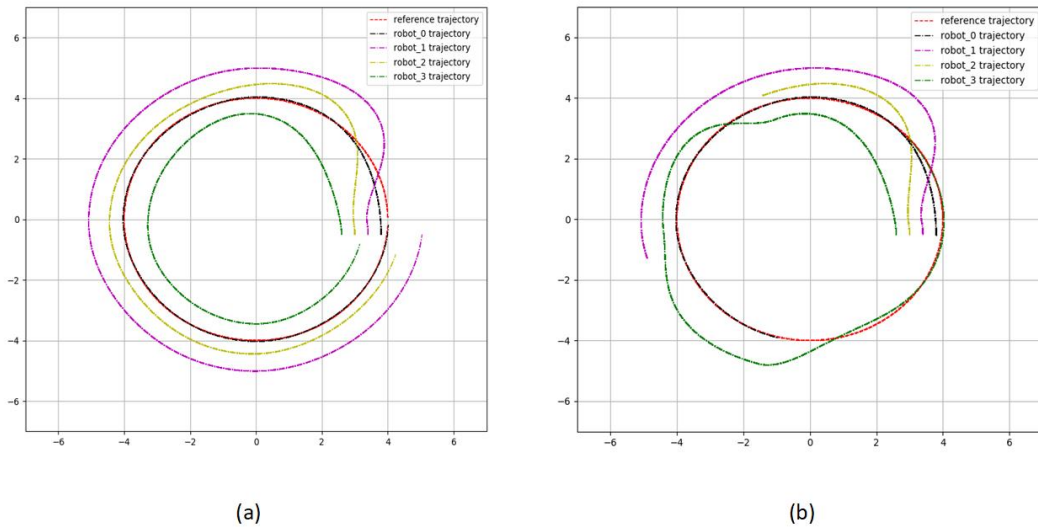 reference trajectory
robot_0 trajectory
robot_1 trajectory
robot_2 trajectory
robot_3 trajectory
6
4
2
0
−2
−4
−6
−6
−4
−2
0
2
4
6
(a)
reference trajectory
robot_0 trajectory
robot_1 trajectory
robot_2 trajectory
robot_3 trajectory
6
4
2
0
−2
−4
−6
−6
−4
−2
0
2
4
6
(b)